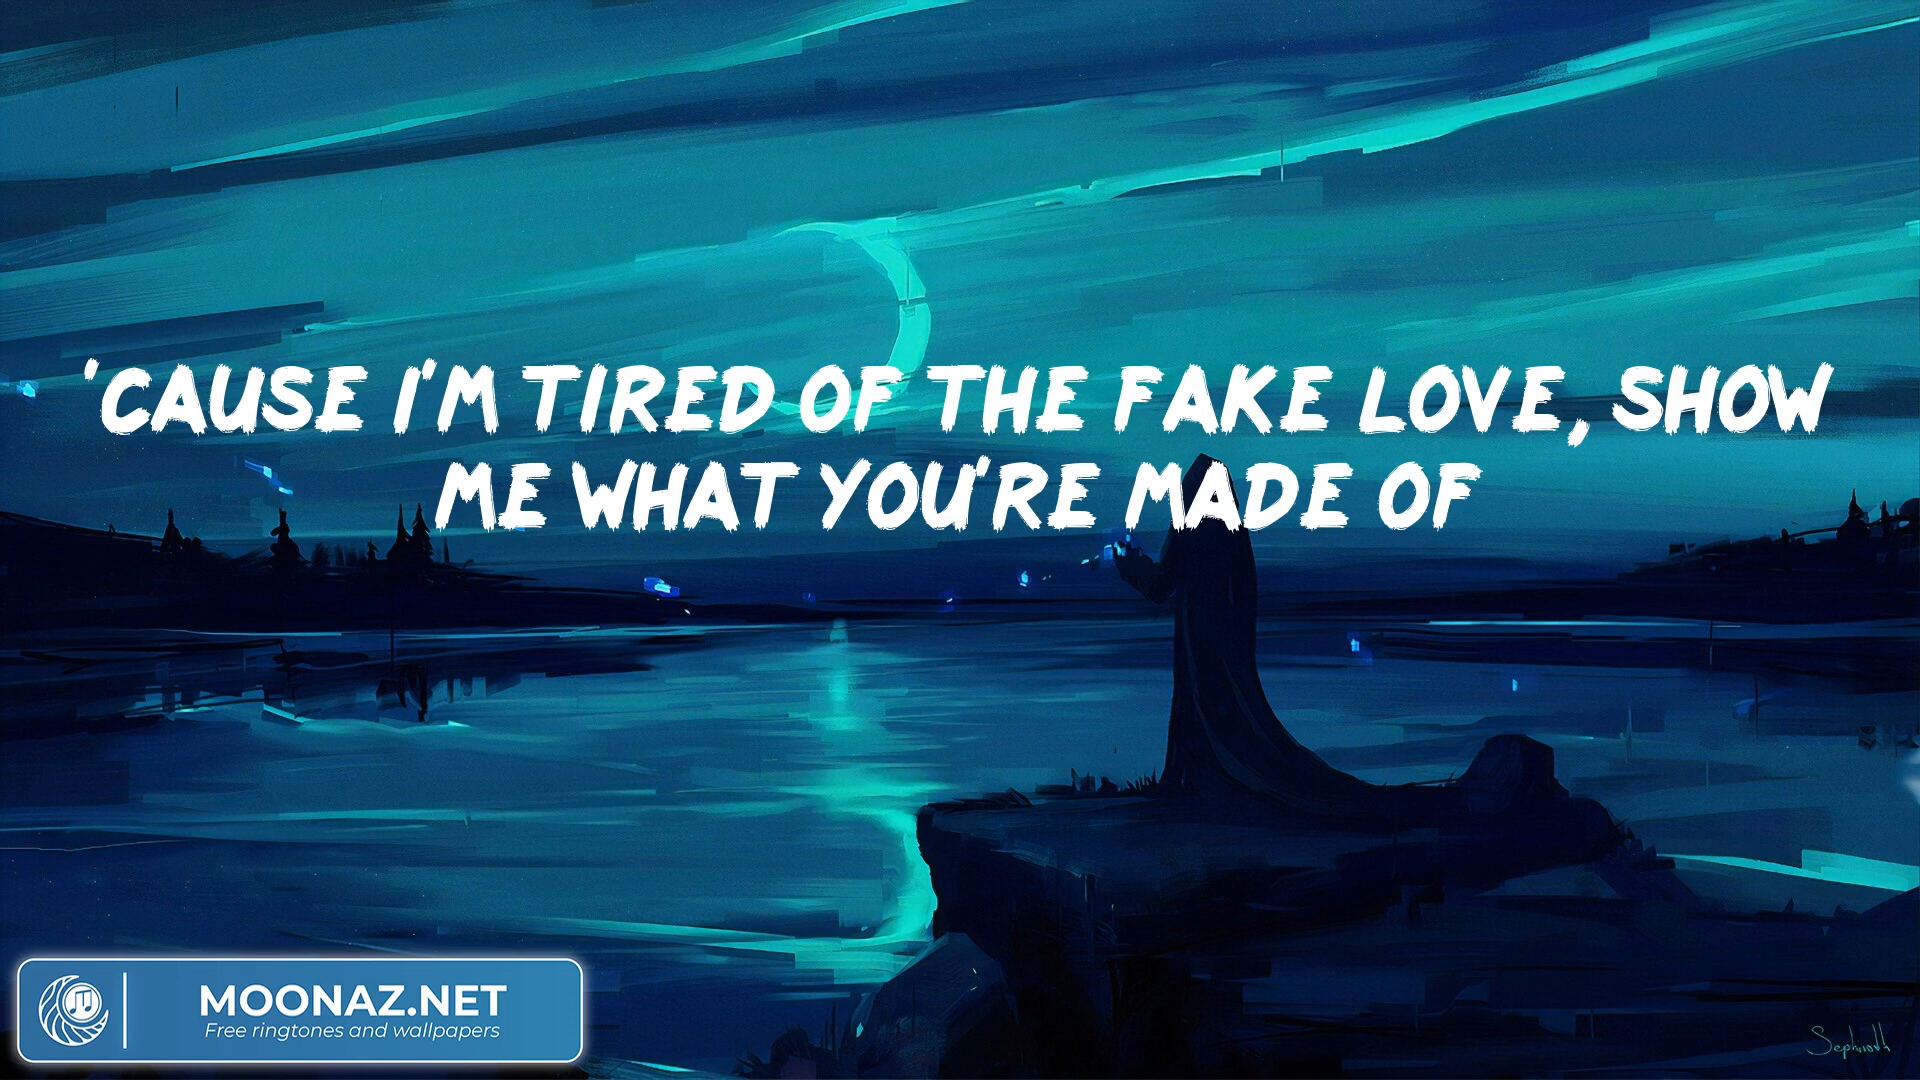 'CAUSE I'M TIRED OF THE FAKE LOVE, SHOW
ME WHAT YOU'RE MADE OF
MOONAZ.NET
Free ringtones and wallpapers